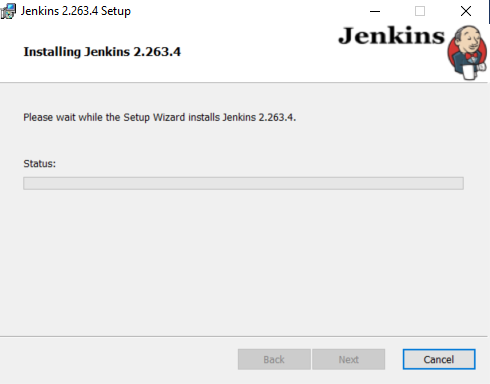 Jenkins 2.263.4 Setup
Jenkins
Installing Jenkins 2.263.4
Please wait while the Setup Wizard installs Jenkins 2.263.4.
Status:
Back Next Cancel